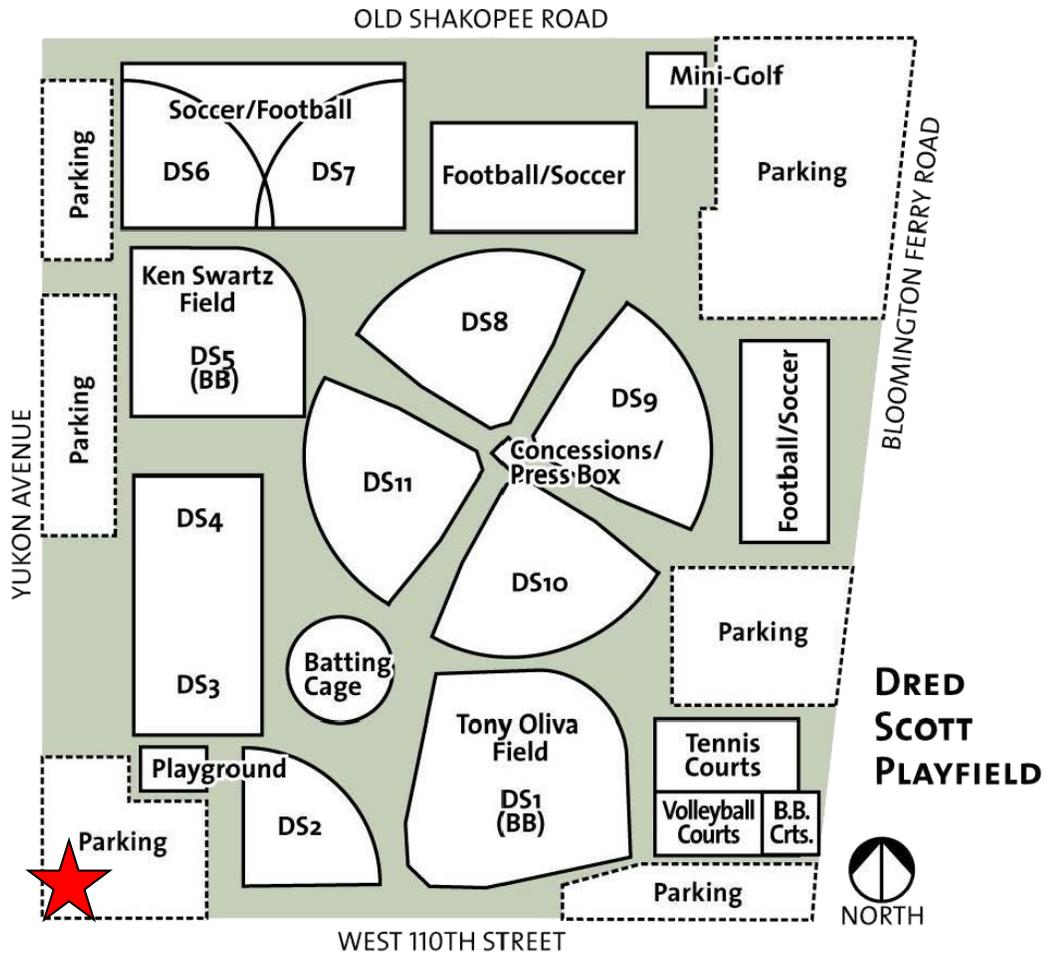 OLD SHAKOPEE ROAD
Mini-Golf
Soccer/Football
DS6
DS7
Parking
Football/Soccer
Parking
BLOOMINGTON FERRY ROAD
Ken Swartz
Field
DS5
(BB)
DS8
DS9
Football/Soccer
Parking
YUKON AVENUE
Concessions/
Press Box
DS11
DS4
DS10
Parking
Batting
Cage
DS3
DRED
SCOTT
PLAYFIELD
Tony Oliva
Field
DS1
(BB)
Tennis
Courts
Playground
Volleyball
Courts
B.B.
Crts.
DS2
Parking
Parking
NORTH
WEST 110TH STREET